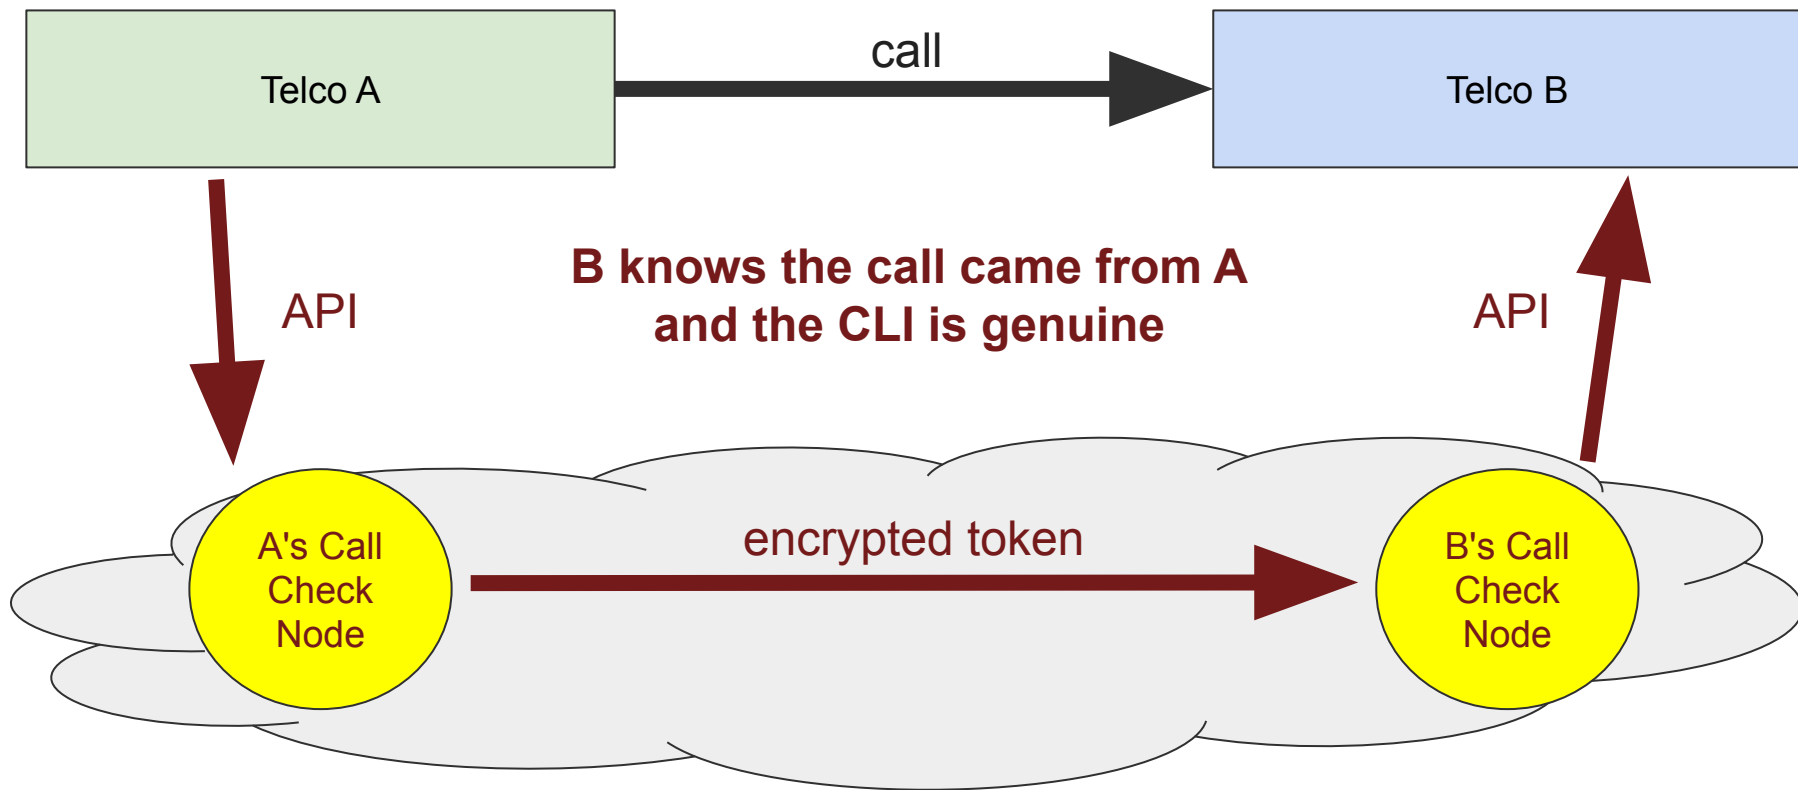 call
Telco A
Telco B
B knows the call came from A
and the CLI is genuine
API
API
encrypted token
A's Call
Check
Node
B's Call
Check
Node